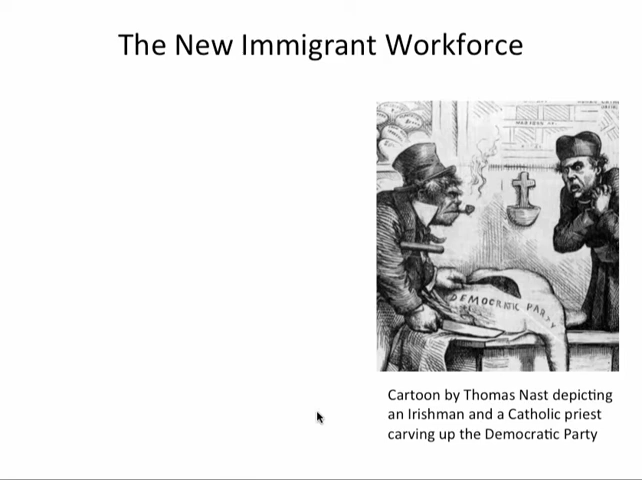 The New Immigrant Workforce
DEMOCRATIC PARTY
Cartoon by Thomas Nast depicting
an Irishman and a Catholic priest
carving up the Democratic Party